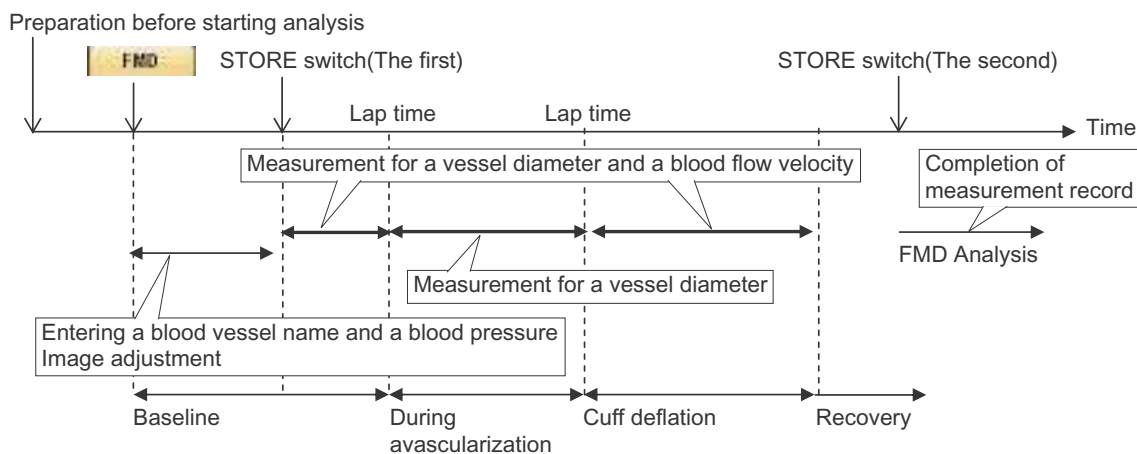 Preparation before starting analysis
FMD
STORE switch(The first)
STORE switch(The second)
Lap time
Lap time
Time
Measurement for a vessel diameter and a blood flow velocity
Completion of
measurement record
FMD Analysis
Measurement for a vessel diameter
Entering a blood vessel name and a blood pressure
Image adjustment
Baseline
During
avascularization
Cuff deflation
Recovery